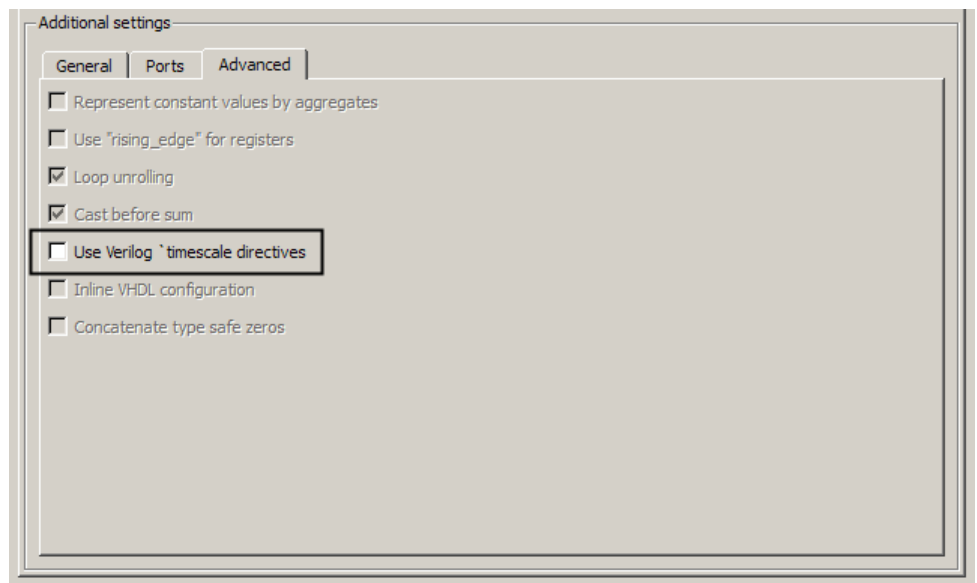 Additional settings
General Ports Advanced
Represent constant values by aggregates
Use "rising_edge" for registers
Loop unrolling
Cast before sum
Use Verilog `timescale directives
Inline VHDL configuration
Concatenate type safe zeros